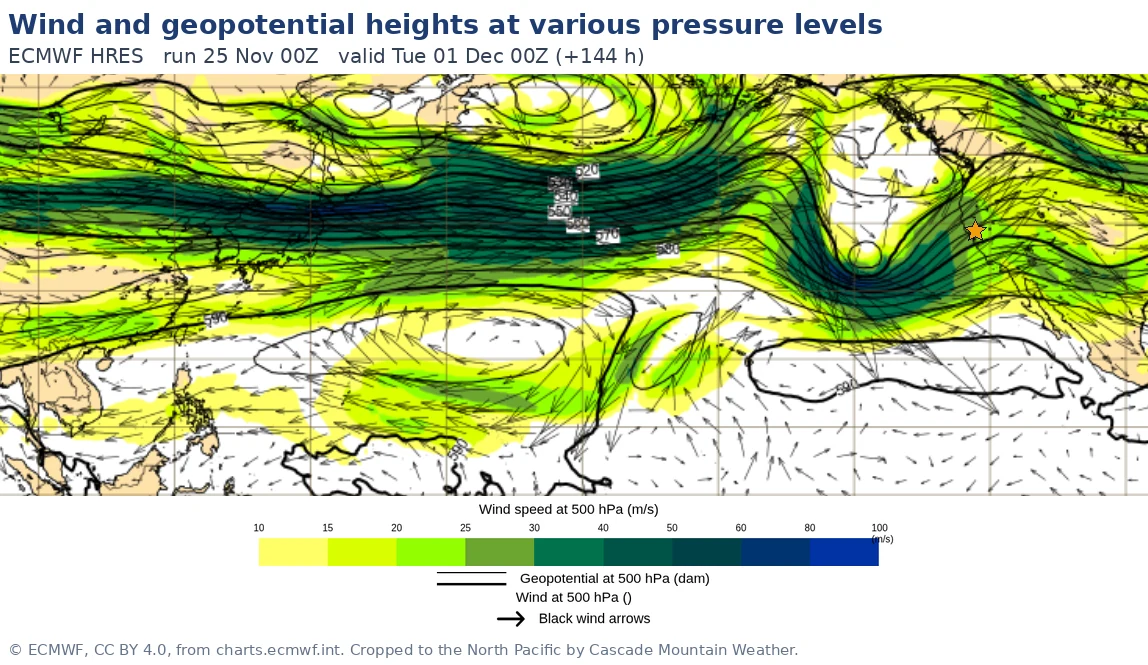 Wind and geopotential heights at various pressure levels
ECMWF HRES   run 25 Nov 00Z   valid Tue 01 Dec 00Z (+144 h)
520
540
550
560
570
580
590
590
Wind speed at 500 hPa (m/s)
10 15 20 25 30 40 50 60 80 100
(m/s)
Geopotential at 500 hPa (dam)
Wind at 500 hPa ()
Black wind arrows
© ECMWF, CC BY 4.0, from charts.ecmwf.int. Cropped to the North Pacific by Cascade Mountain Weather.